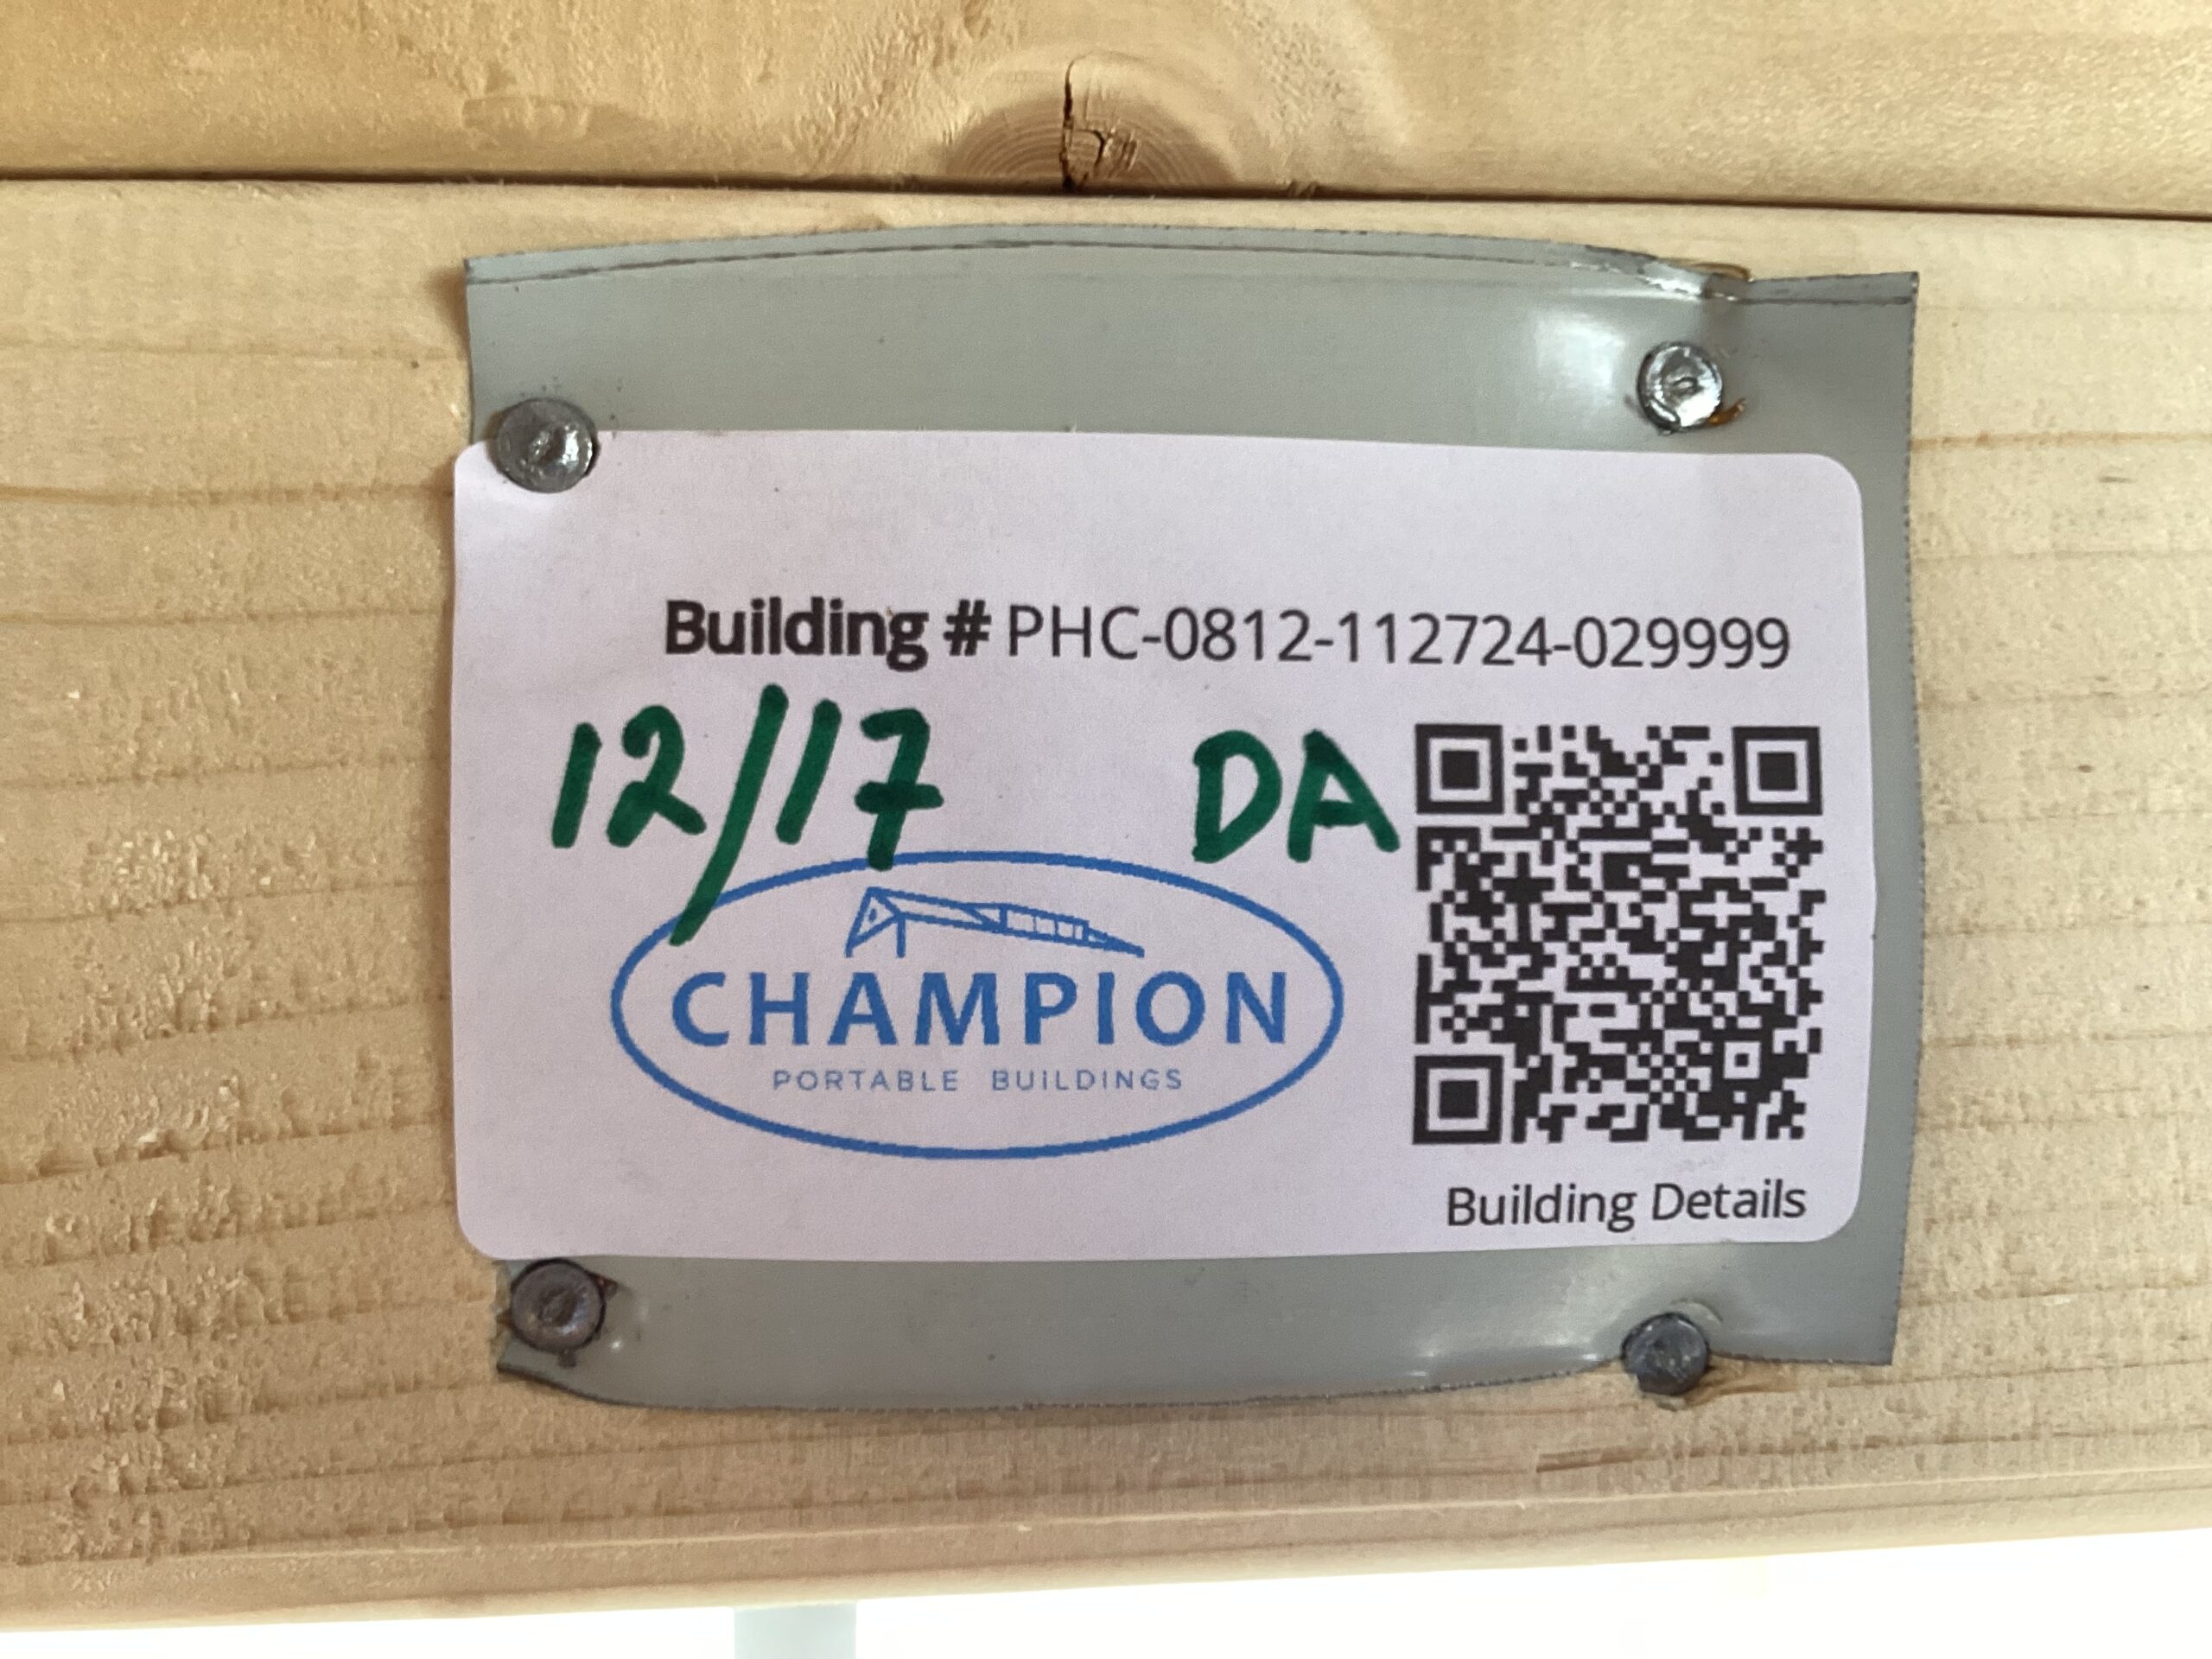 Building # PHC-0812-112724-029999
12/17 DA
CHAMPION
PORTABLE BUILDINGS
Building Details